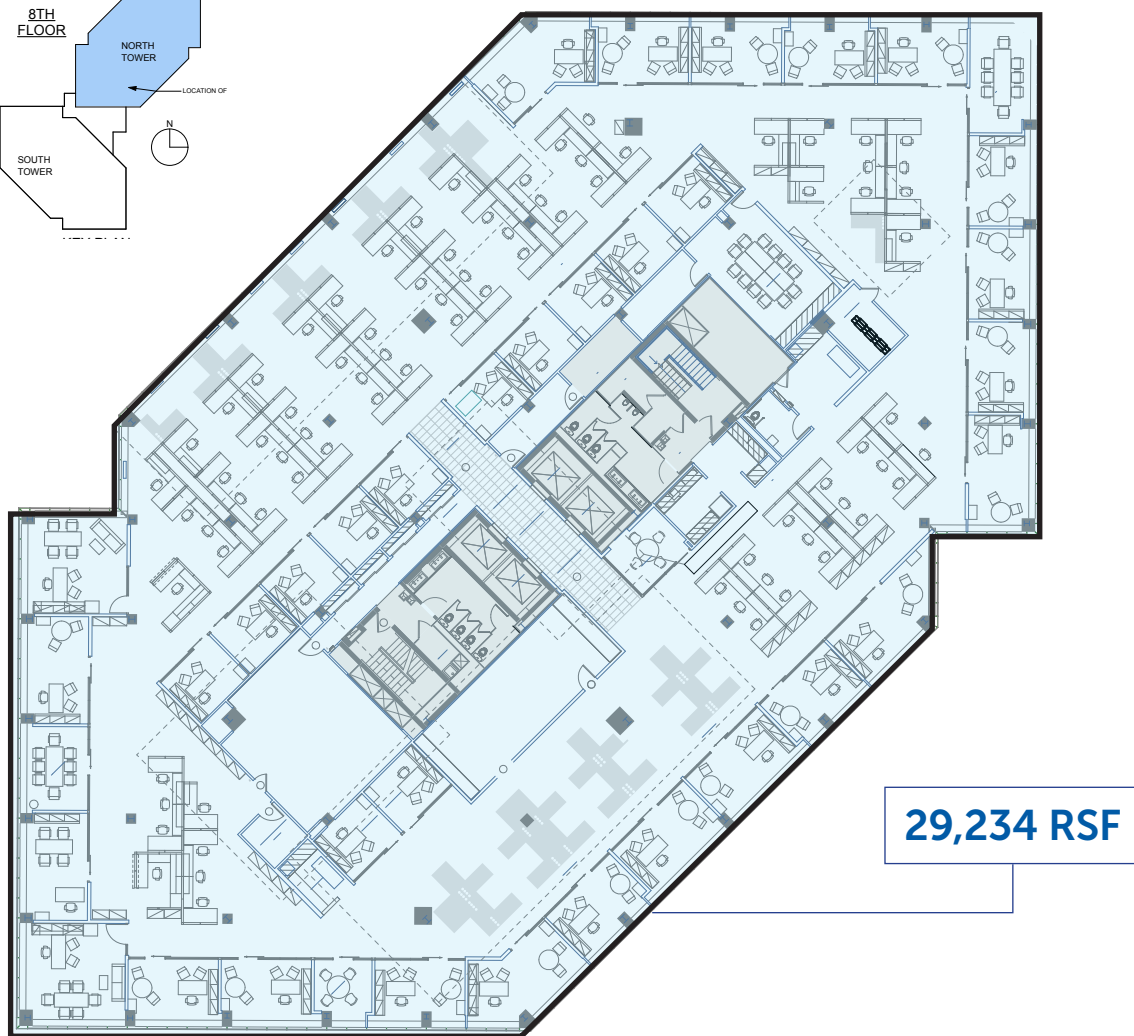 8TH
FLOOR
NORTH
TOWER
LOCATION OF
N
SOUTH
TOWER
29,234 RSF